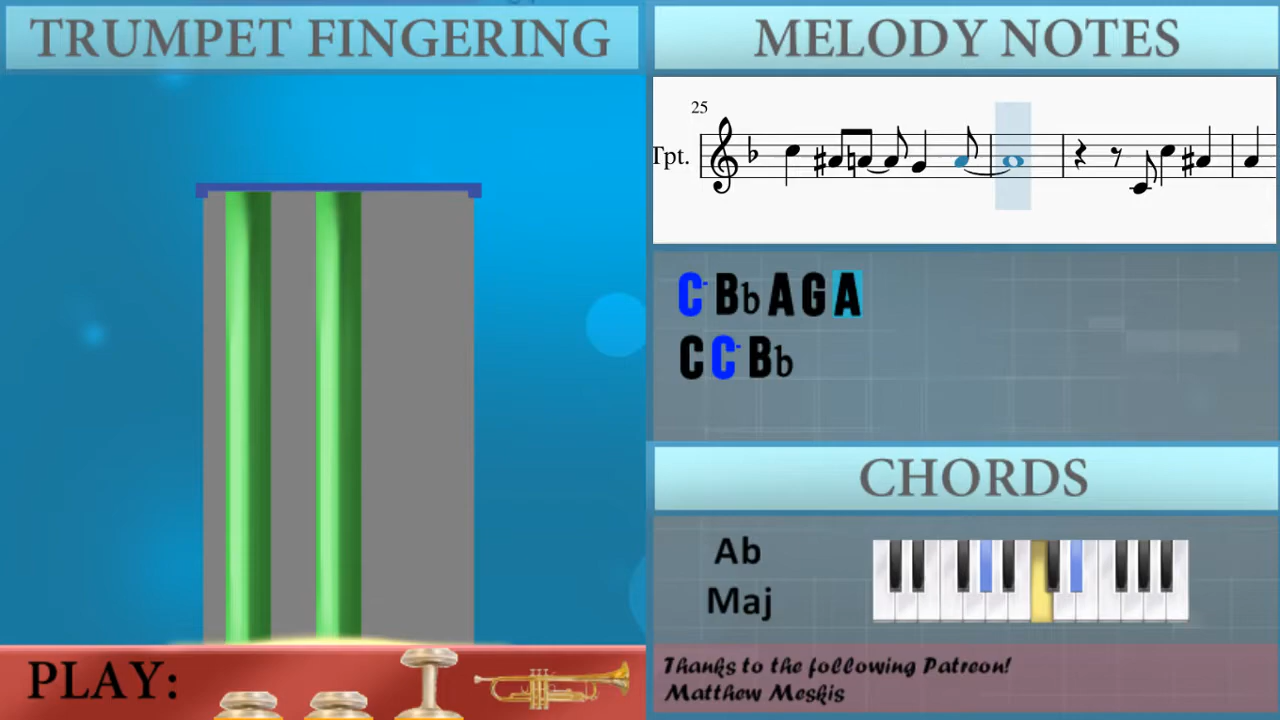 TRUMPET FINGERING
MELODY NOTES
25
Tpt.
C- Bb A G A
C C- Bb
CHORDS
Ab
Maj
PLAY:
Thanks to the following Patreon!
Matthew Meskis